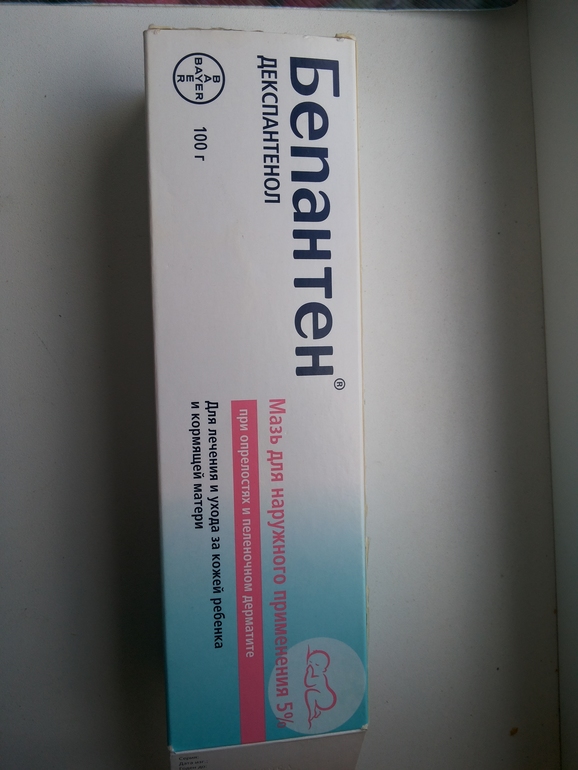 Бепантен®
ДЕКСПАНТЕНОЛ
BAYER
BAYER
100 г
Мазь для наружного применения 5%
при опрелостях и пеленочном дерматите
Для лечения и ухода за кожей ребенка
и кормящей матери